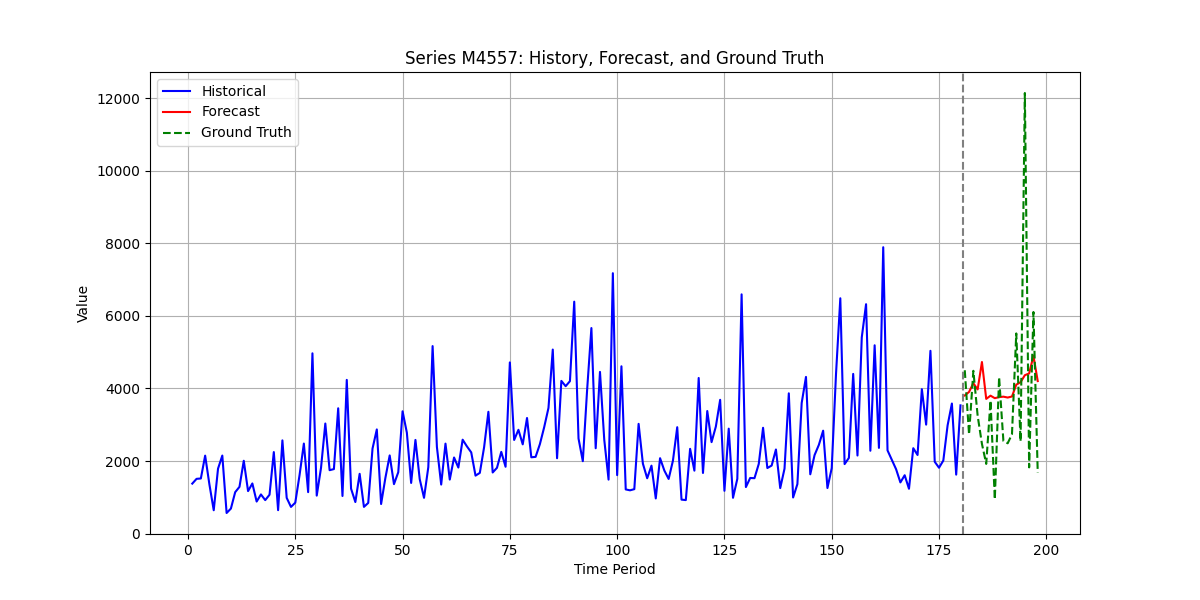 Series M4557: History, Forecast, and Ground Truth
Historical
Forecast
Ground Truth
12000
10000
8000
6000
4000
2000
0
Value
0 25 50 75 100 125 150 175 200
Time Period